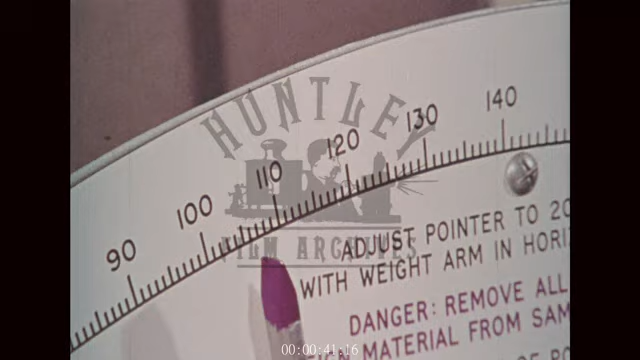 90 100 110 120 130 140
HUNTLEY
FILM ARCHIVES
ADJUST POINTER TO 20
WITH WEIGHT ARM IN HORI
DANGER: REMOVE ALL
MATERIAL FROM SAM
00:00:41:16